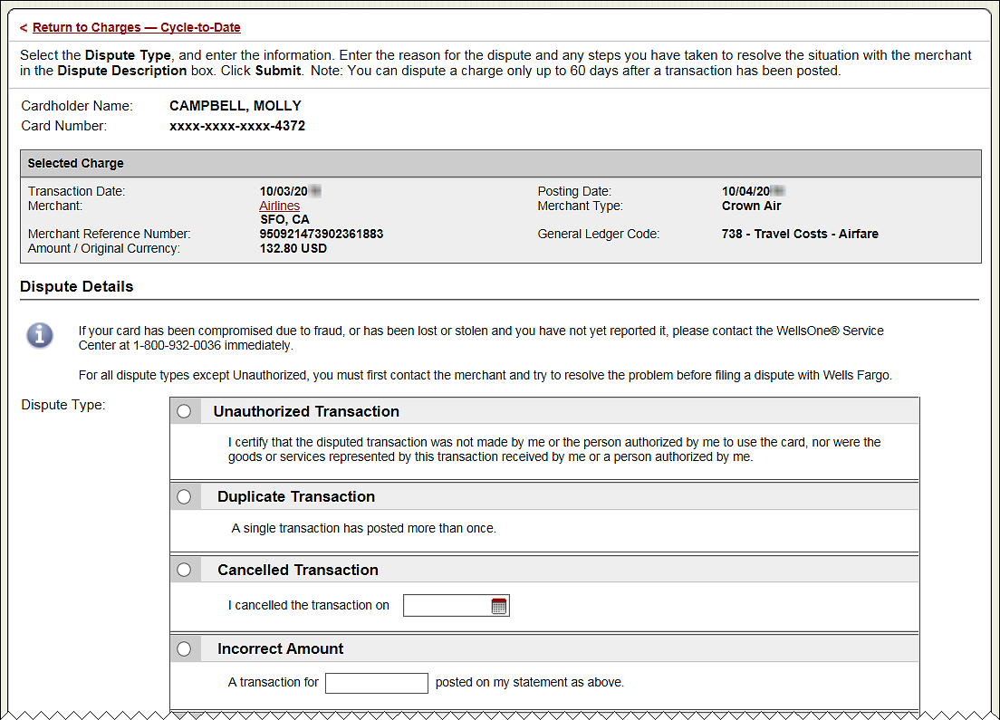 < Return to Charges — Cycle-to-Date
Select the Dispute Type, and enter the information. Enter the reason for the dispute and any steps you have taken to resolve the situation with the merchant
in the Dispute Description box. Click Submit. Note: You can dispute a charge only up to 60 days after a transaction has been posted.
Cardholder Name: CAMPBELL, MOLLY
Card Number: xxxx-xxxx-xxxx-4372
Selected Charge
Transaction Date: 10/03/20 Posting Date: 10/04/20
Merchant: Airlines Merchant Type: Crown Air
SFO, CA
Merchant Reference Number: 950921473902361883 General Ledger Code: 738 - Travel Costs - Airfare
Amount / Original Currency: 132.80 USD
Dispute Details
If your card has been compromised due to fraud, or has been lost or stolen and you have not yet reported it, please contact the WellsOne® Service
Center at 1-800-932-0036 immediately.
For all dispute types except Unauthorized, you must first contact the merchant and try to resolve the problem before filing a dispute with Wells Fargo.
Dispute Type: Unauthorized Transaction
I certify that the disputed transaction was not made by me or the person authorized by me to use the card, nor were the
goods or services represented by this transaction received by me or a person authorized by me.
Duplicate Transaction
A single transaction has posted more than once.
Cancelled Transaction
I cancelled the transaction on
Incorrect Amount
A transaction for posted on my statement as above.